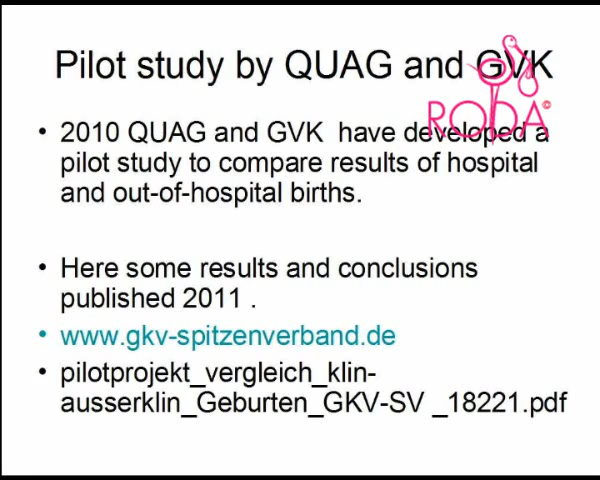 Pilot study by QUAG and GVK
RODA©
• 2010 QUAG and GVK have developed a
pilot study to compare results of hospital
and out-of-hospital births.
• Here some results and conclusions
published 2011 .
• www.gkv-spitzenverband.de
• pilotprojekt_vergleich_klin-
ausserklin_Geburten_GKV-SV _18221.pdf